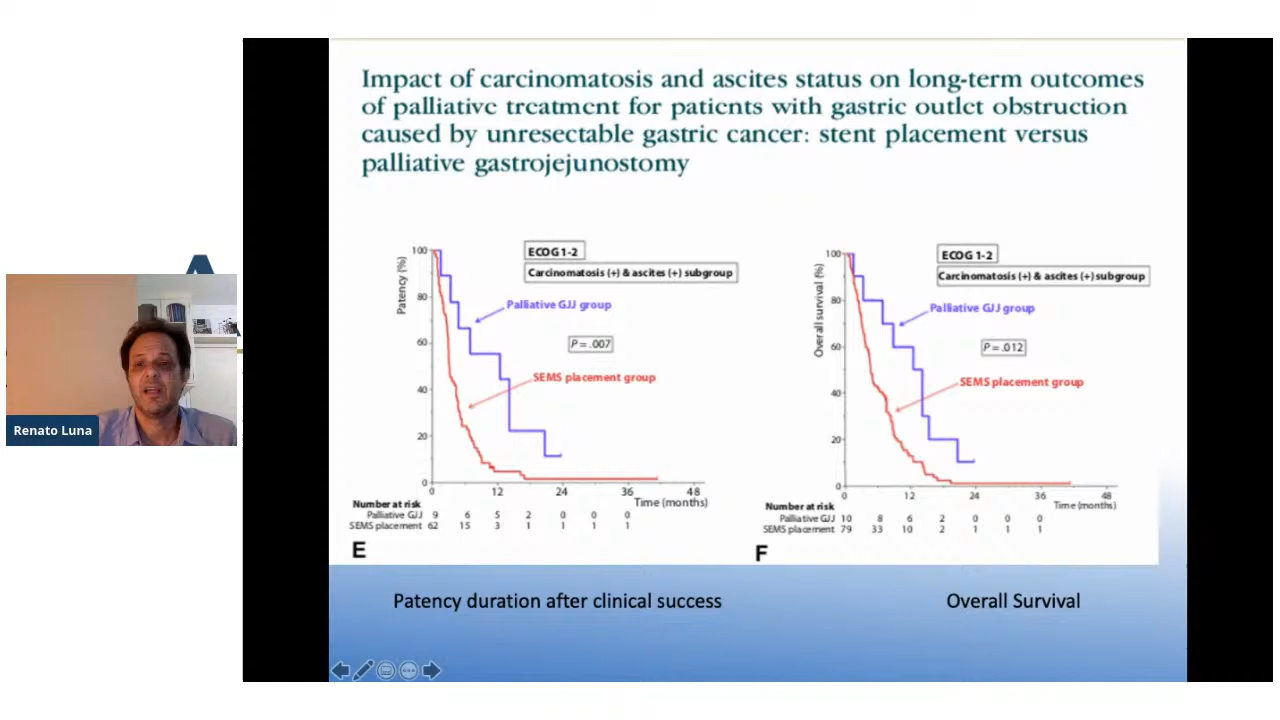 Impact of carcinomatosis and ascites status on long-term outcomes
of palliative treatment for patients with gastric outlet obstruction
caused by unresectable gastric cancer: stent placement versus
palliative gastrojejunostomy
ECOG 1-2
Carcinomatosis (+) & ascites (+) subgroup
Palliative GJJ group
P = .007
SEMS placement group
Patency (%)
100
80
60
40
20
0
0 12 24 36 48
Time (months)
Number at risk
Palliative GJJ 9 6 5 2 0 0 0
SEMS placement 62 15 3 1 1 1 1
E
ECOG 1-2
Carcinomatosis (+) & ascites (+) subgroup
Palliative GJJ group
P = .012
SEMS placement group
Overall survival (%)
100
80
60
40
20
0
0 12 24 36 48
Time (months)
Number at risk
Palliative GJJ 10 8 6 2 0 0 0
SEMS placement 79 33 10 2 1 1 1
F
Patency duration after clinical success
Overall Survival
Renato Luna